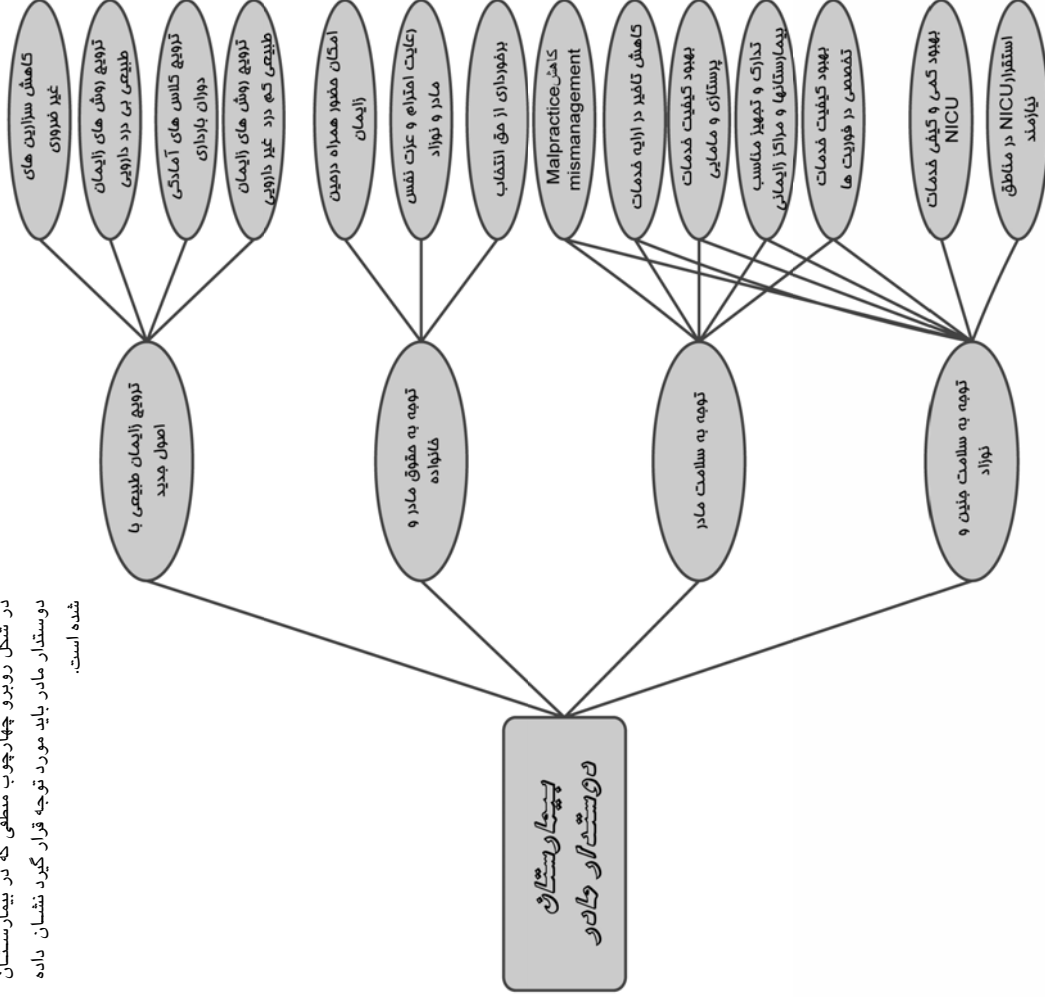 در شکل روبرو چهارچوب منطقی که در بیمارستان
دوستدار مادر باید مورد توجه قرار گیرد نشان داده
شده است.
بیمارستان
دوستدار مادر
ترویج زایمان طبیعی با
اصول جدید
توجه به حقوق مادر و
خانواده
توجه به سلامت مادر
توجه به سلامت جنین و
نوزاد
کاهش سزارین های
غیر ضروری
ترویج روش های زایمان
طبیعی بی درد دارویی
ترویج کلاس های آمادگی
دوران بارداری
ترویج روش های زایمان
طبیعی کم درد غیر دارویی
امکان حضور همراه درحین
زایمان
رعایت احترام و عزت نفس
مادر و نوزاد
برخورداری از حق انتخاب
کاهش Malpractice
mismanagement
کاهش تاخیر در ارایه خدمات
بهبود کیفیت خدمات
پرستاری و مامایی
تدارک و تجهیز مناسب
بیمارستانها و مراکز زایمانی
بهبود کیفیت خدمات
تخصصی در فوریت ها
بهبود کمی و کیفی خدمات
NICU
استقرار NICU در مناطق
نیازمند